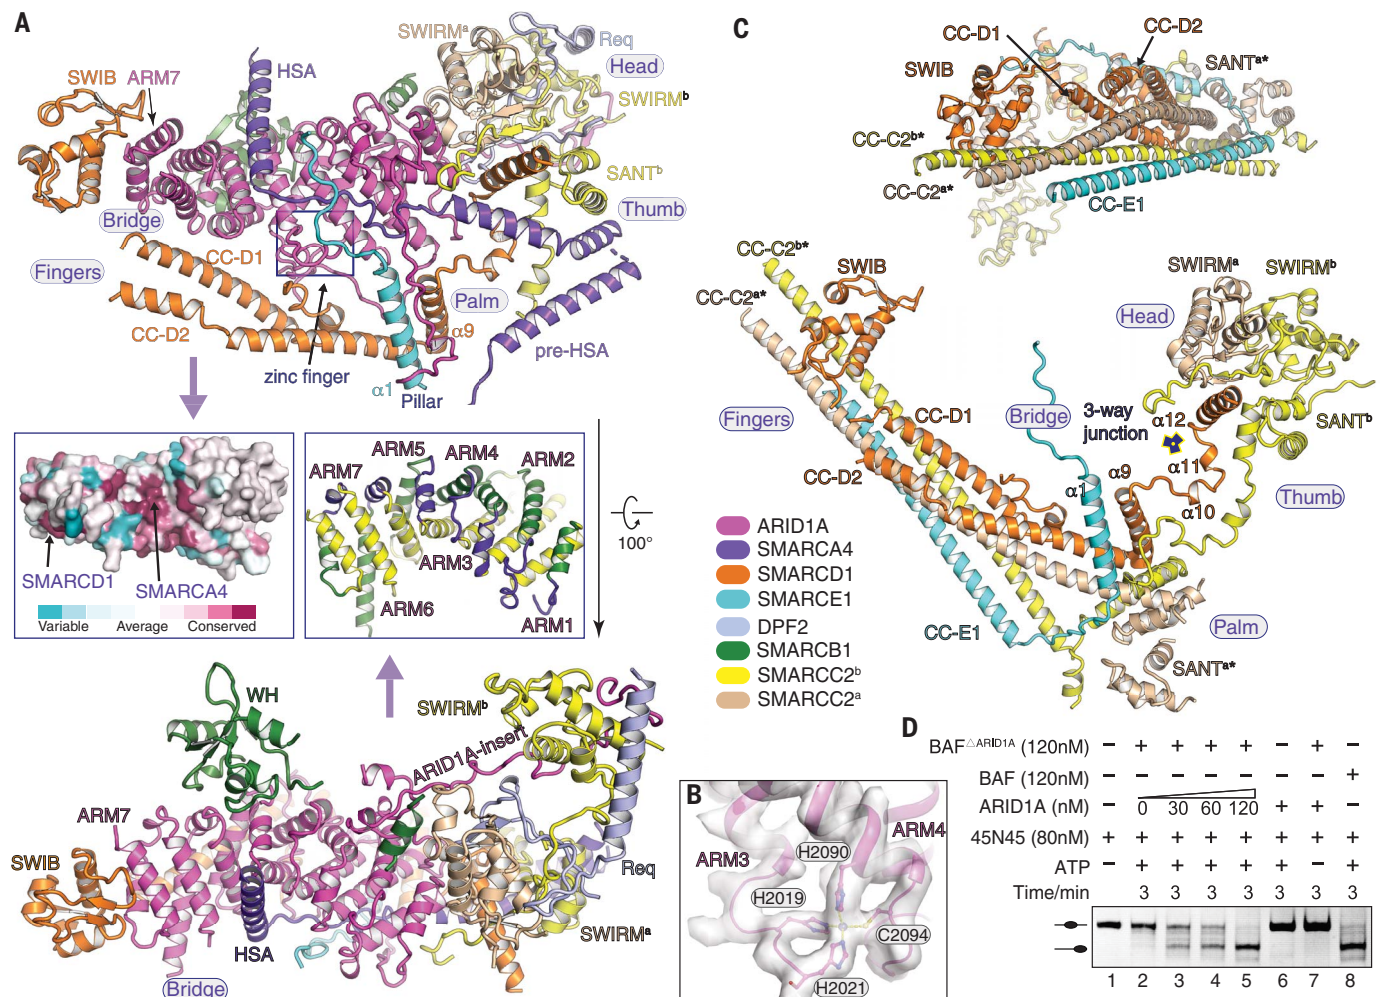 A
SWIRMᵃ
Req
Head
SWIB
ARM7
HSA
SWIRMᵇ
SANTᵇ
Thumb
Bridge
CC-D1
Fingers
Palm
CC-D2
α9
pre-HSA
zinc finger
α1
Pillar
SMARCD1
SMARCA4
Variable Average Conserved
ARM5
ARM4
ARM7
ARM2
ARM3
ARM6
ARM1
100°
WH
SWIRMᵇ
ARID1A-insert
ARM7
SWIB
Req
HSA
SWIRMᵃ
Bridge
B
ARM4
H2090
ARM3
H2019
C2094
H2021
C
CC-D1
CC-D2
SWIB
SANTᵃ*
CC-C2ᵇ*
CC-C2ᵃ*
CC-E1
CC-C2ᵇ*
SWIB
SWIRMᵃ
SWIRMᵇ
CC-C2ᵃ*
Head
Fingers
CC-D1
Bridge
3-way
junction
α12
SANTᵇ
CC-D2
α9
α11
α1
Thumb
α10
CC-E1
Palm
SANTᵃ*
ARID1A
SMARCA4
SMARCD1
SMARCE1
DPF2
SMARCB1
SMARCC2ᵇ
SMARCC2ᵃ
D
BAF△ARID1A (120nM) − + + + + − + −
BAF (120nM) − − − − − − − +
ARID1A (nM) − 0 30 60 120 + + −
45N45 (80nM) + + + + + + + +
ATP − + + + + + − +
Time/min 3 3 3 3 3 3 3
1 2 3 4 5 6 7 8